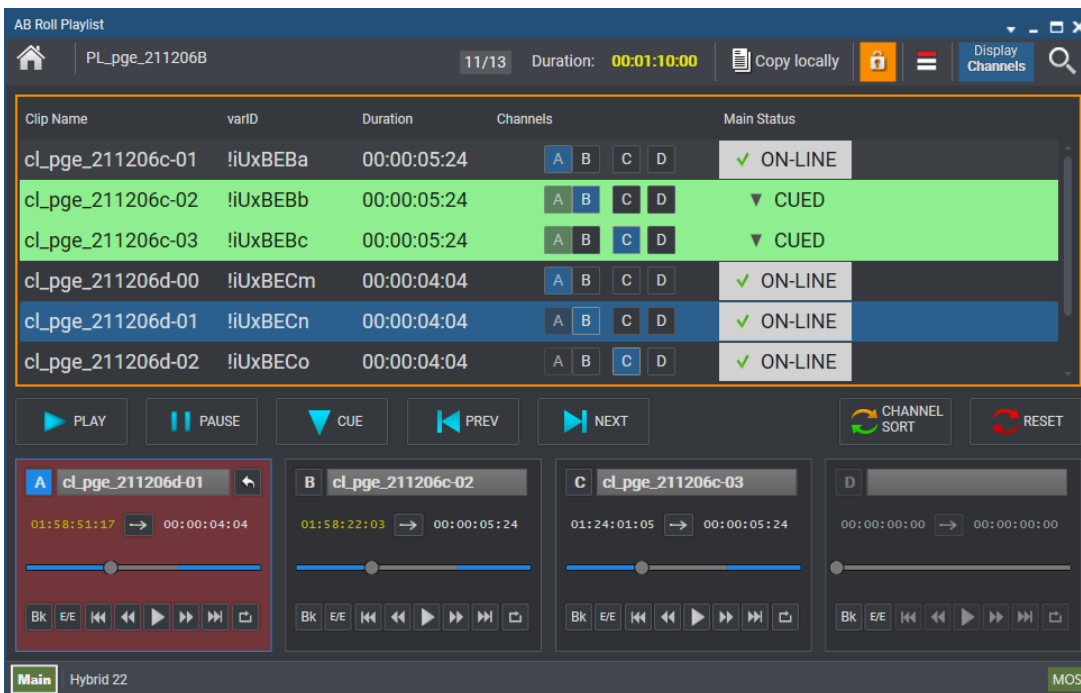 AB Roll Playlist
PL_pge_211206B 11/13 Duration: 00:01:10:00 Copy locally Display Channels
Clip Name varID Duration Channels Main Status
cl_pge_211206c-01 !iUxBEBa 00:00:05:24 A B C D ON-LINE
cl_pge_211206c-02 !iUxBEBb 00:00:05:24 A B C D CUED
cl_pge_211206c-03 !iUxBEBc 00:00:05:24 A B C D CUED
cl_pge_211206d-00 !iUxBECm 00:00:04:04 A B C D ON-LINE
cl_pge_211206d-01 !iUxBECn 00:00:04:04 A B C D ON-LINE
cl_pge_211206d-02 !iUxBECo 00:00:04:04 A B C D ON-LINE
PLAY PAUSE CUE PREV NEXT CHANNEL SORT RESET
A cl_pge_211206d-01 B cl_pge_211206c-02 C cl_pge_211206c-03 D
01:58:51:17 00:00:04:04 01:58:22:03 00:00:05:24 01:24:01:05 00:00:05:24 00:00:00:00 00:00:00:00
Bk E/E Bk E/E Bk E/E Bk E/E
Main Hybrid 22 MOS